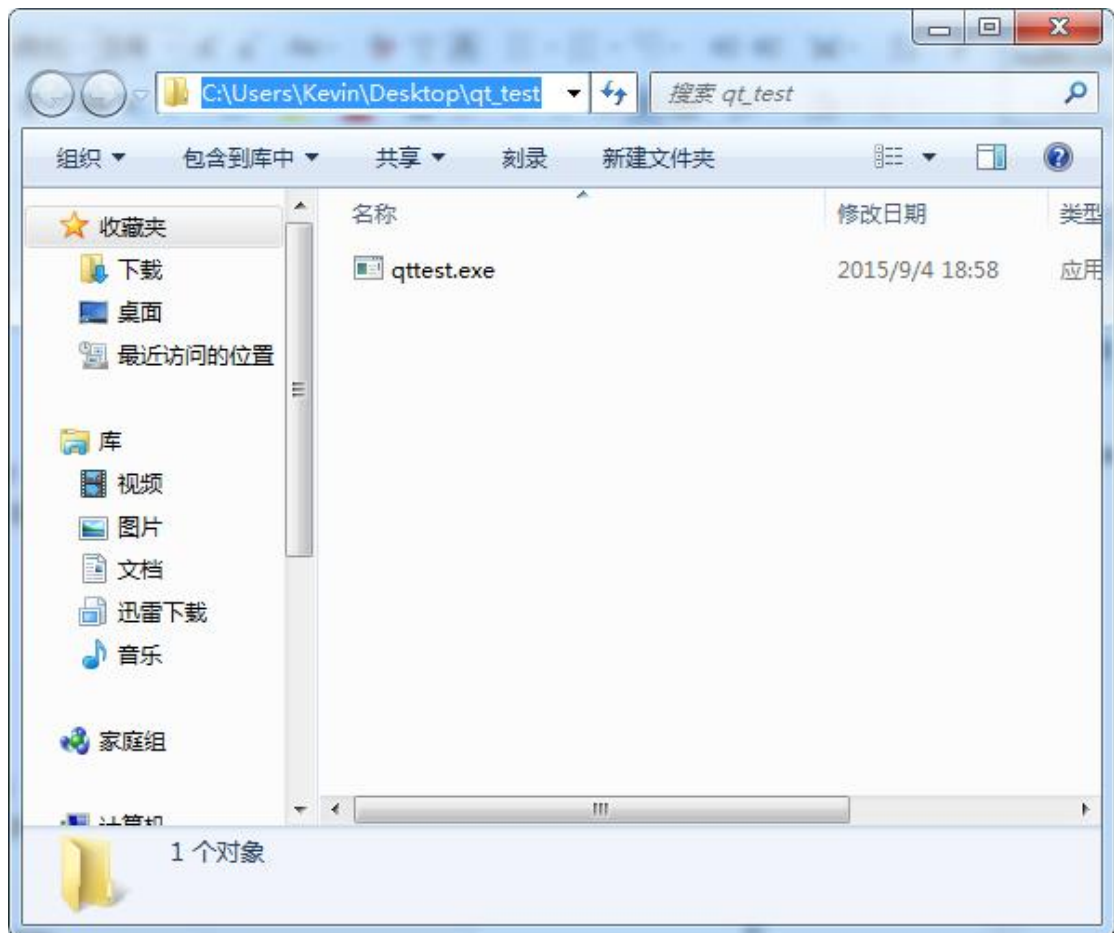 C:\Users\Kevin\Desktop\qt_test
搜索 qt_test
组织 包含到库中 共享 刻录 新建文件夹
名称 修改日期 类型
收藏夹
qttest.exe 2015/9/4 18:58 应用
下载
桌面
最近访问的位置
库
视频
图片
文档
迅雷下载
音乐
家庭组
计算机
1 个对象